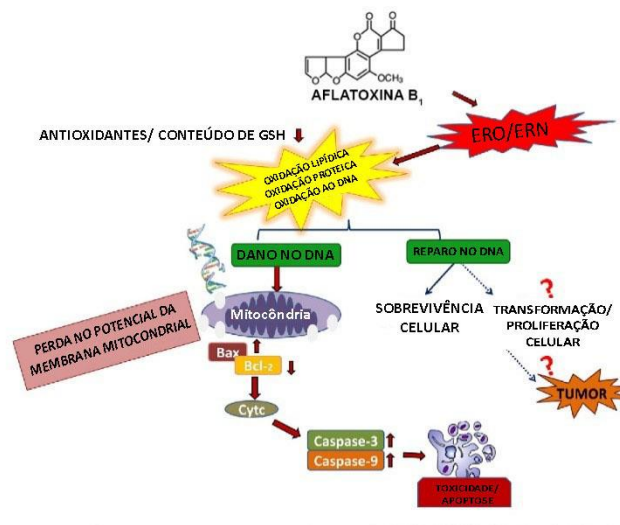 O
O
O
O
OCH₃
AFLATOXINA B₁
ANTIOXIDANTES/ CONTEÚDO DE GSH
ERO/ERN
OXIDAÇÃO LIPÍDICA
OXIDAÇÃO PROTEICA
OXIDAÇÃO AO DNA
DANO NO DNA
REPARO NO DNA
PERDA NO POTENCIAL DA
MEMBRANA MITOCONDRIAL
Mitocôndria
SOBREVIVÊNCIA
CELULAR
?
TRANSFORMAÇÃO/
PROLIFERAÇÃO
CELULAR
?
TUMOR
Bax
Bcl-2
Cytc
Caspase-3
Caspase-9
TOXICIDADE/
APOPTOSE